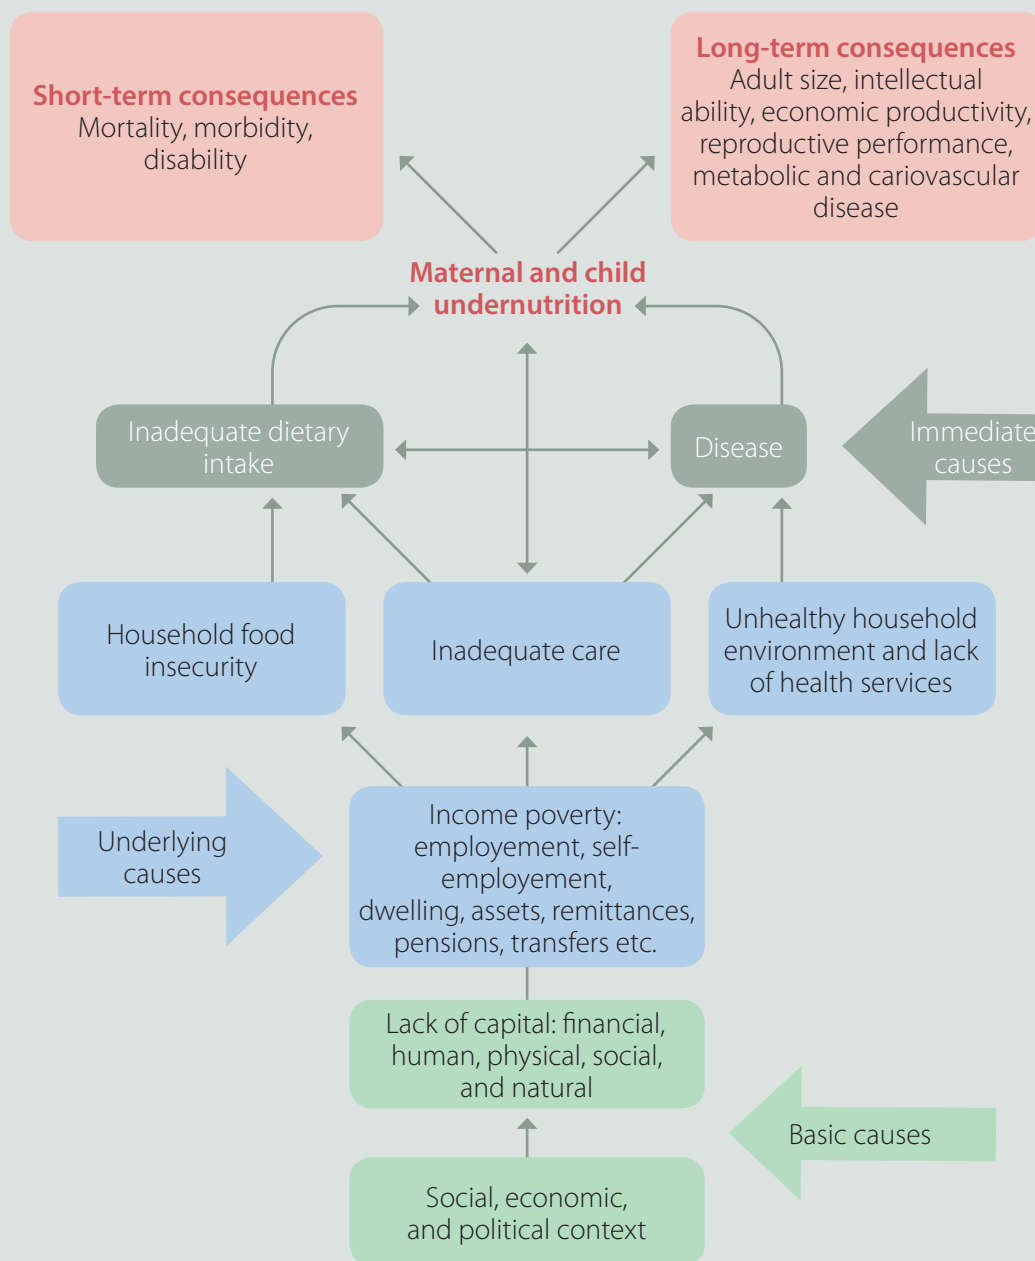 Short-term consequences
Mortality, morbidity,
disability
Long-term consequences
Adult size, intellectual
ability, economic productivity,
reproductive performance,
metabolic and cariovascular
disease
Maternal and child
undernutrition
Inadequate dietary
intake
Disease
Immediate
causes
Household food
insecurity
Inadequate care
Unhealthy household
environment and lack
of health services
Underlying
causes
Income poverty:
employement, self-
employement,
dwelling, assets, remittances,
pensions, transfers etc.
Lack of capital: financial,
human, physical, social,
and natural
Basic causes
Social, economic,
and political context